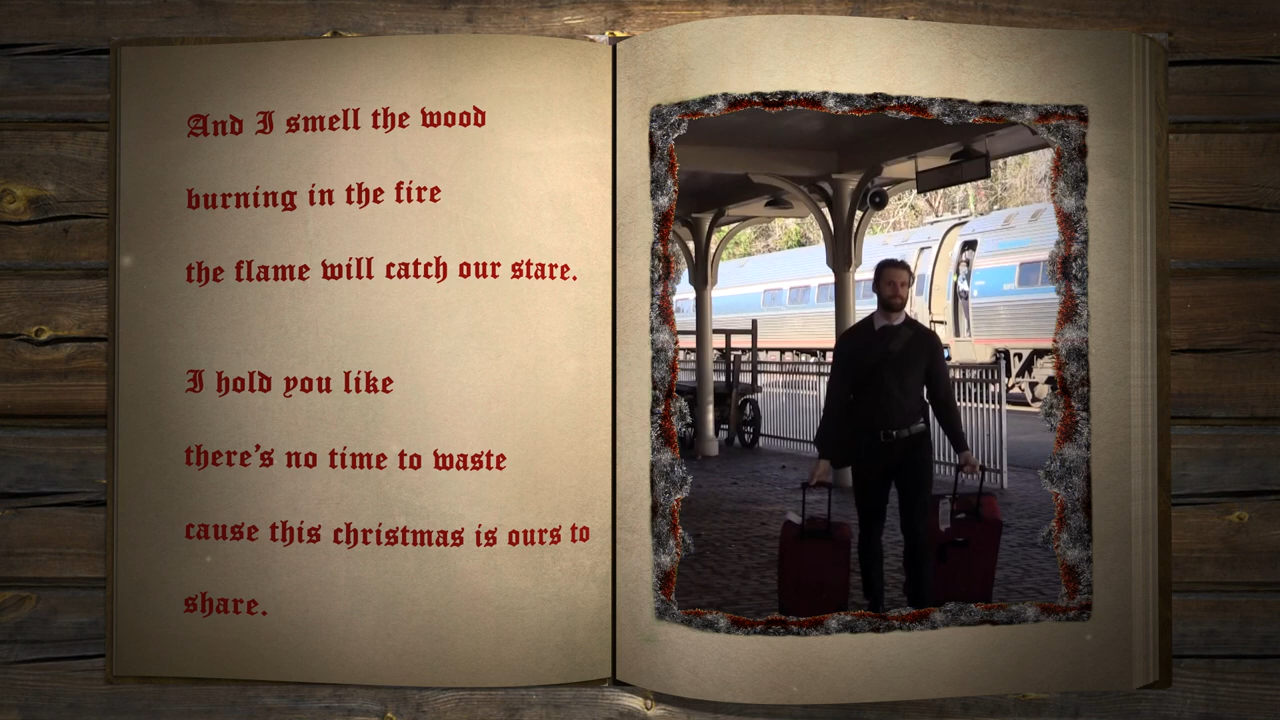 And I smell the wood
burning in the fire
the flame will catch our stare.
I hold you like
there's no time to waste
cause this christmas is ours to
share.